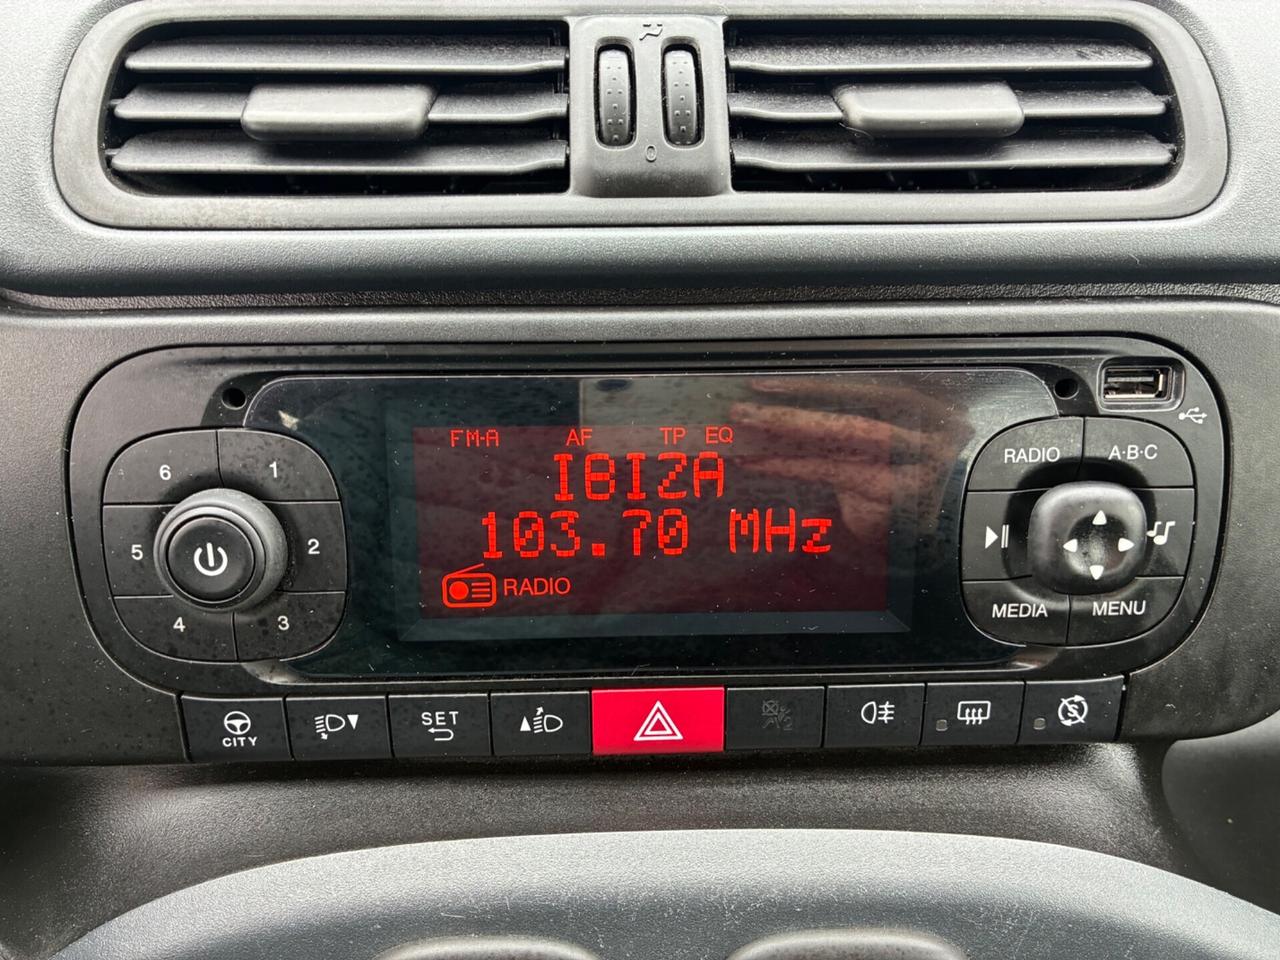 0
FM-A AF TP EQ
IBIZA
103.70 MHz
RADIO
6 1
5 2
4 3
RADIO A·B·C
MEDIA MENU
CITY
SET